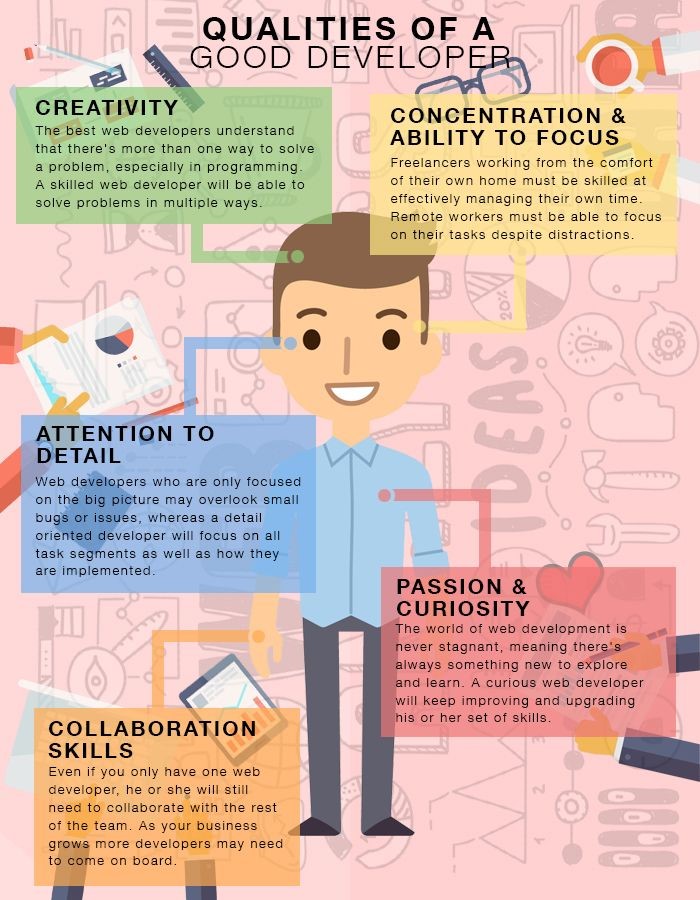 QUALITIES OF A
GOOD DEVELOPER
CREATIVITY
The best web developers understand
that there's more than one way to solve
a problem, especially in programming.
A skilled web developer will be able to
solve problems in multiple ways.
CONCENTRATION &
ABILITY TO FOCUS
Freelancers working from the comfort
of their own home must be skilled at
effectively managing their own time.
Remote workers must be able to focus
on their tasks despite distractions.
20%
IDEAS
ATTENTION TO
DETAIL
Web developers who are only focused
on the big picture may overlook small
bugs or issues, whereas a detail
oriented developer will focus on all
task segments as well as how they
are implemented.
PASSION &
CURIOSITY
The world of web development is
never stagnant, meaning there's
always something new to explore
and learn. A curious web developer
will keep improving and upgrading
his or her set of skills.
COLLABORATION
SKILLS
Even if you only have one web
developer, he or she will still
need to collaborate with the rest
of the team. As your business
grows more developers may need
to come on board.